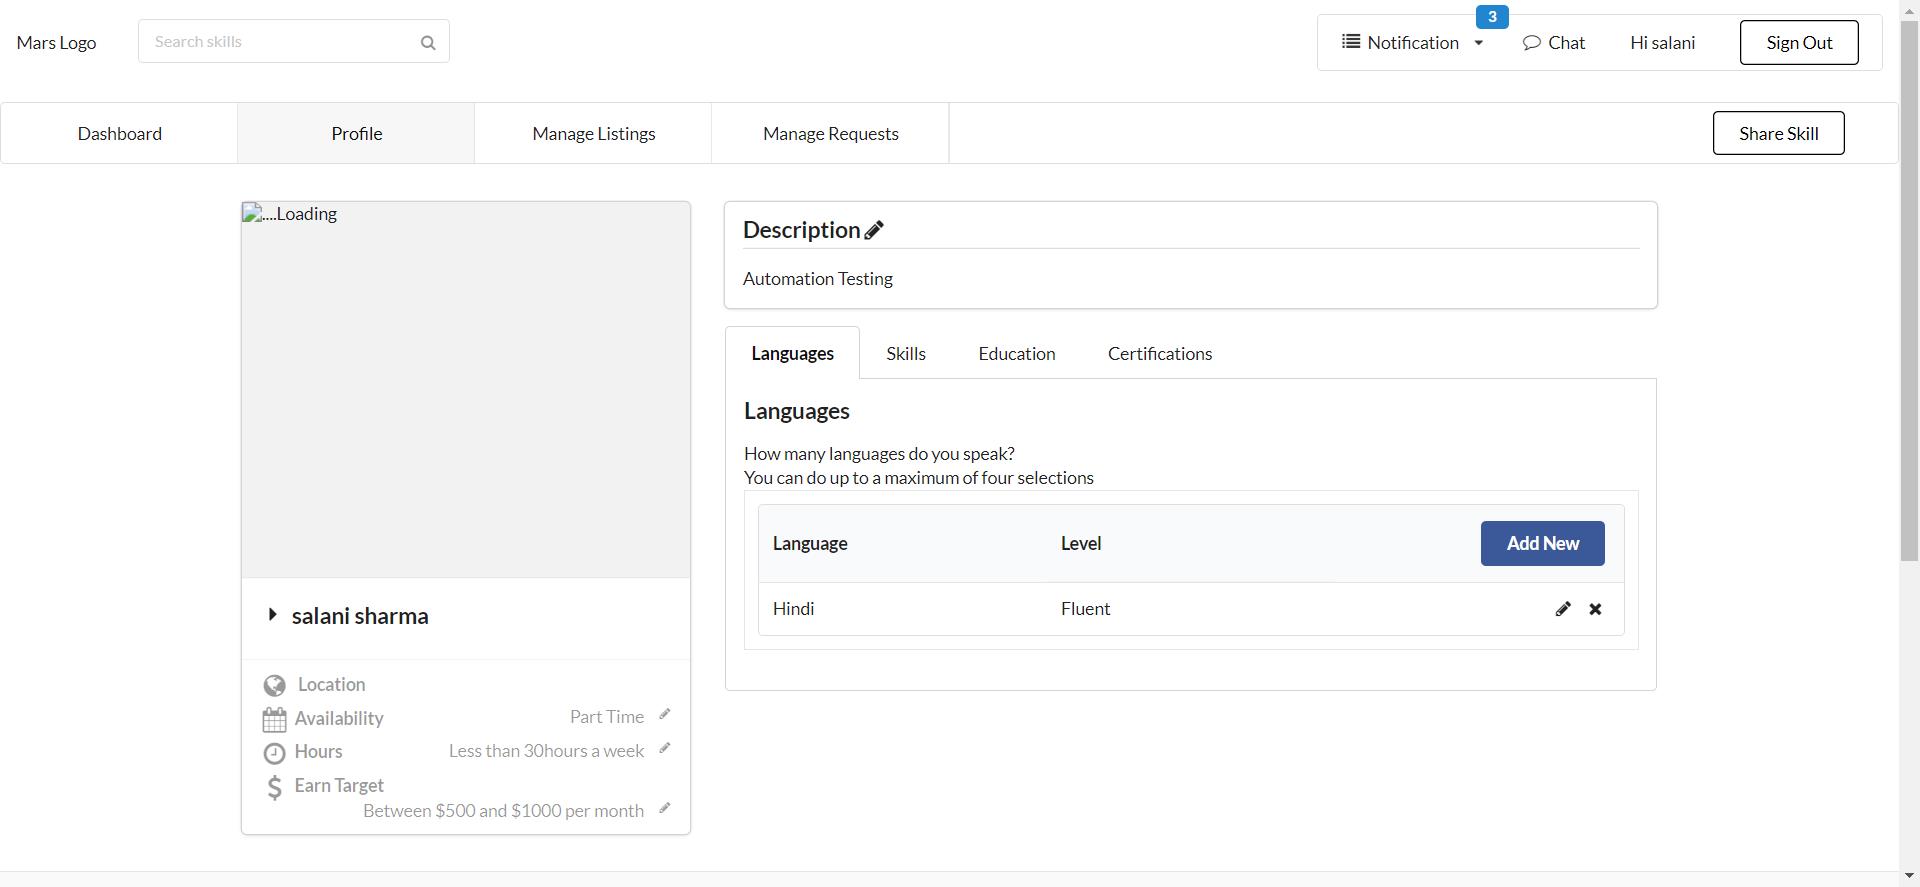 Mars Logo
Search skills
3
Notification
Chat
Hi salani
Sign Out
Dashboard
Profile
Manage Listings
Manage Requests
Share Skill
....Loading
salani sharma
Location
Availability
Part Time
Hours
Less than 30hours a week
Earn Target
Between $500 and $1000 per month
Description
Automation Testing
Languages
Skills
Education
Certifications
Languages
How many languages do you speak?
You can do up to a maximum of four selections
Language
Level
Add New
Hindi
Fluent